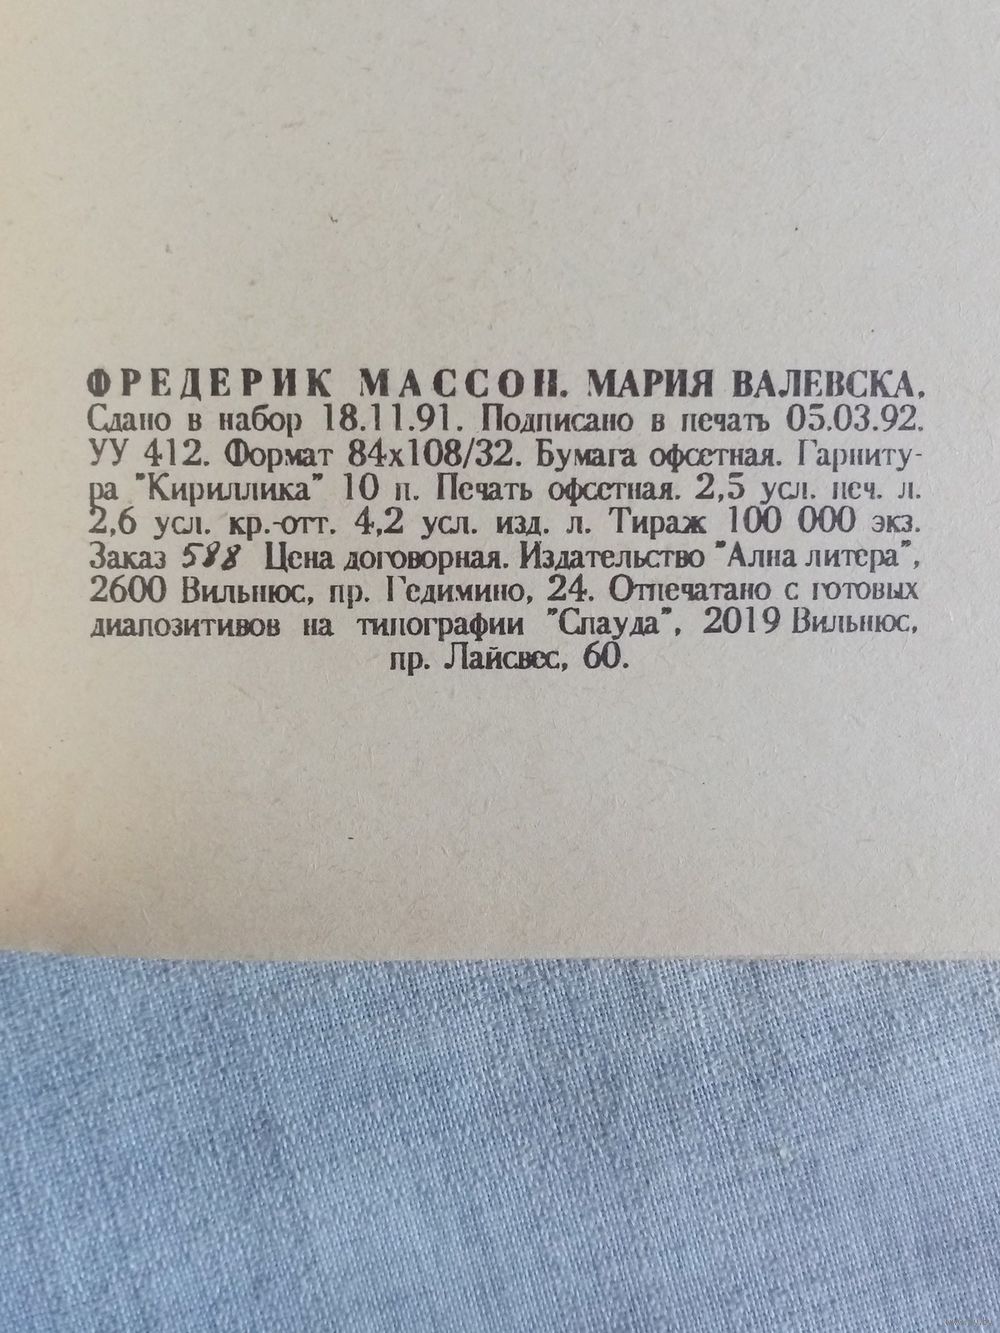 ФРЕДЕРИК МАССОН. МАРИЯ ВАЛЕВСКА.
Сдано в набор 18.11.91. Подписано в печать 05.03.92.
УУ 412. Формат 84х108/32. Бумага офсетная. Гарниту-
ра "Кириллика" 10 п. Печать офсетная. 2,5 усл. печ. л.
2,6 усл. кр.-отт. 4,2 усл. изд. л. Тираж 100 000 экз.
Заказ 588 Цена договорная. Издательство "Ална литера",
2600 Вильнюс, пр. Гедимино, 24. Отпечатано с готовых
диапозитивов на типографии "Спауда", 2019 Вильнюс,
пр. Лайсвес, 60.